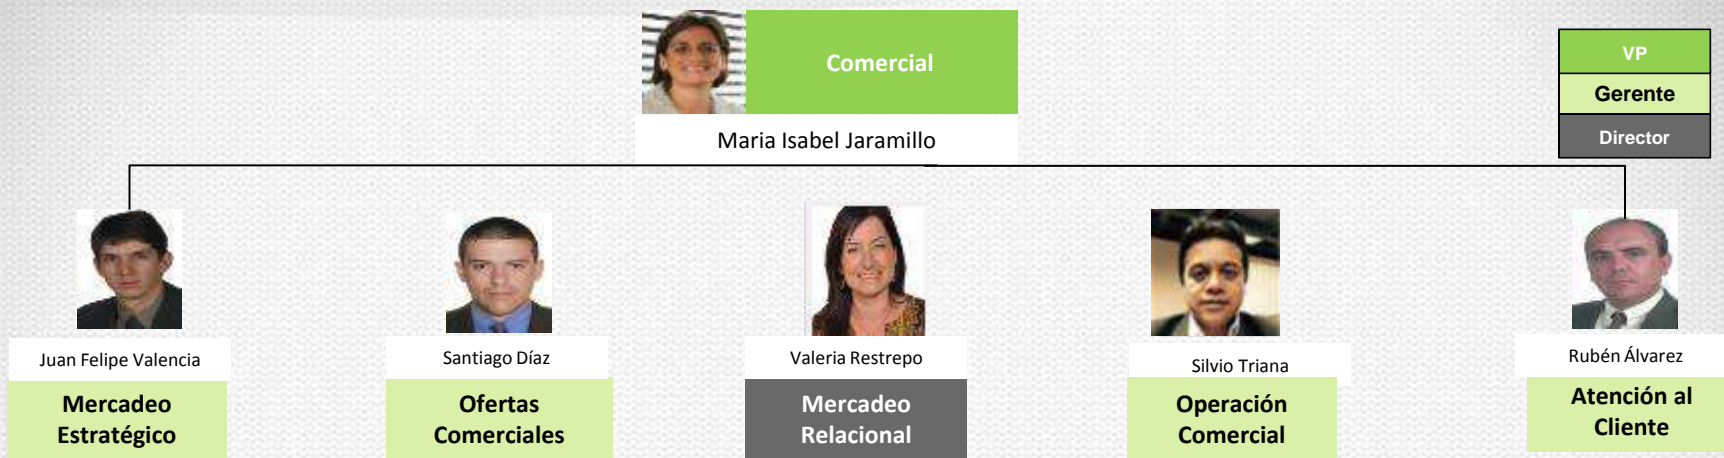 Comercial
Maria Isabel Jaramillo
VP
Gerente
Director
Juan Felipe Valencia
Mercadeo
Estratégico
Santiago Díaz
Ofertas
Comerciales
Valeria Restrepo
Mercadeo
Relacional
Silvio Triana
Operación
Comercial
Rubén Álvarez
Atención al
Cliente